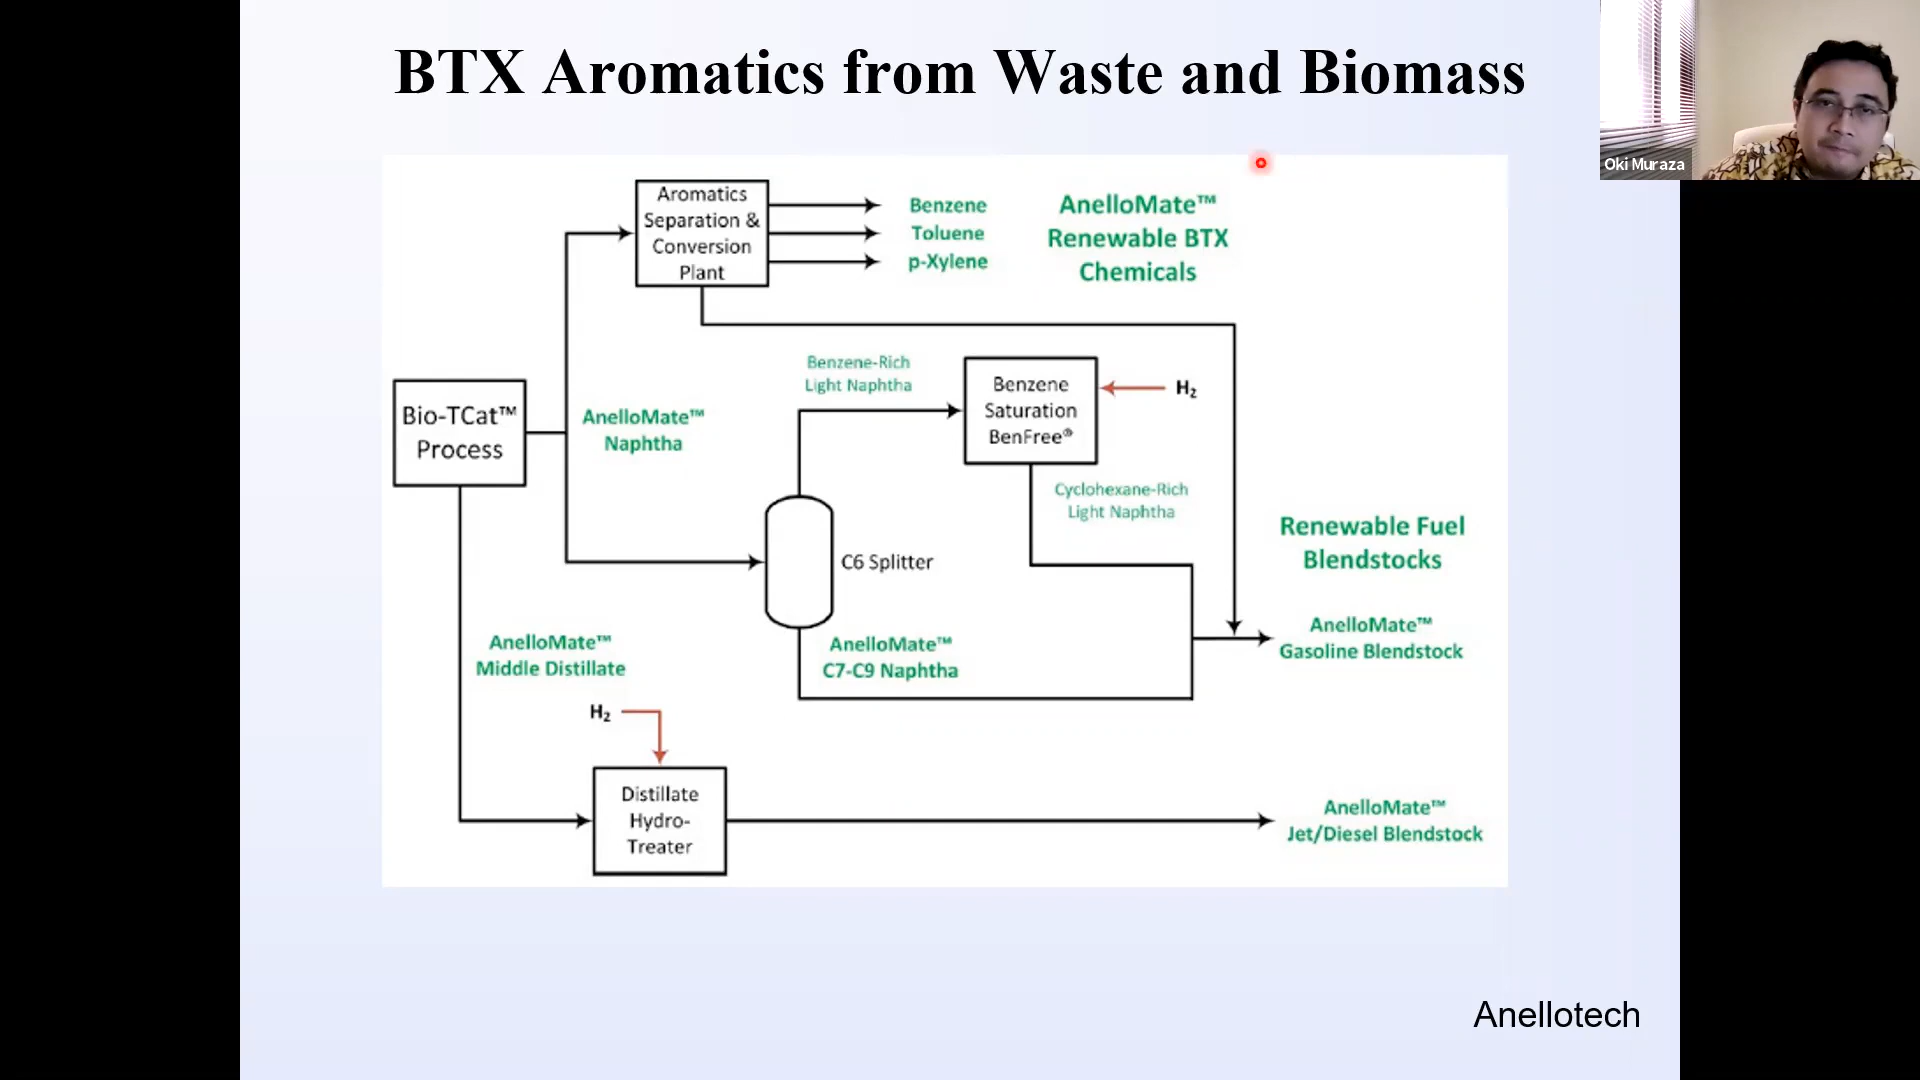 BTX Aromatics from Waste and Biomass
Oki Muraza
Aromatics
Separation &
Conversion
Plant
Benzene
Toluene
p-Xylene
AnelloMate™
Renewable BTX
Chemicals
Benzene-Rich
Light Naphtha
Benzene
Saturation
BenFree®
H₂
Bio-TCat™
Process
AnelloMate™
Naphtha
Cyclohexane-Rich
Light Naphtha
C6 Splitter
Renewable Fuel
Blendstocks
AnelloMate™
Gasoline Blendstock
AnelloMate™
Middle Distillate
AnelloMate™
C7-C9 Naphtha
H₂
Distillate
Hydro-
Treater
AnelloMate™
Jet/Diesel Blendstock
Anellotech